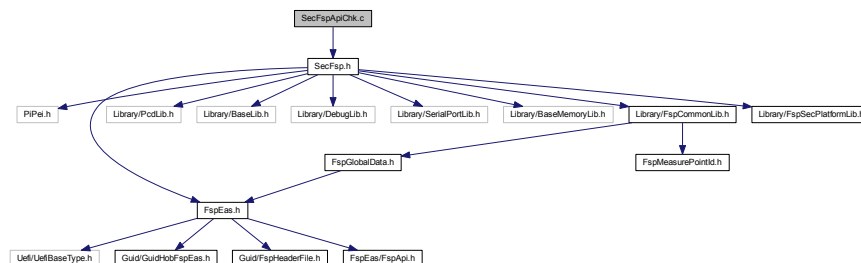 SecFspApiChk.c
SecFsp.h
PiPei.h
Library/PcdLib.h
Library/BaseLib.h
Library/DebugLib.h
Library/SerialPortLib.h
Library/BaseMemoryLib.h
Library/FspCommonLib.h
Library/FspSecPlatformLib.h
FspGlobalData.h
FspMeasurePointId.h
FspEas.h
Uefi/UefiBaseType.h
Guid/GuidHobFspEas.h
Guid/FspHeaderFile.h
FspEas/FspApi.h